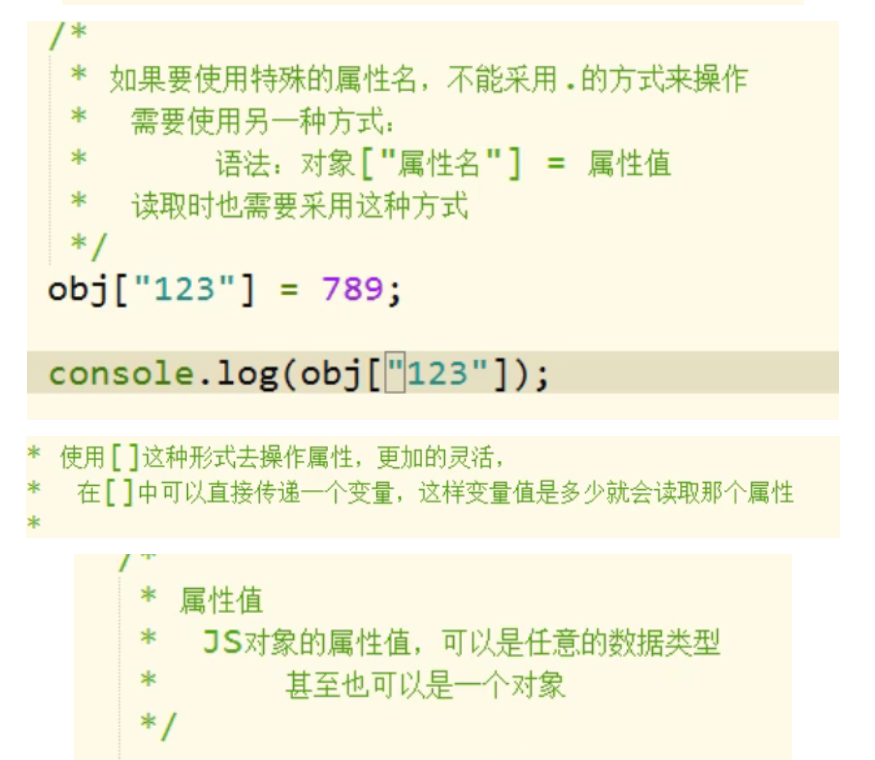 /*
* 如果要使用特殊的属性名，不能采用.的方式来操作
* 需要使用另一种方式：
* 语法：对象["属性名"] = 属性值
* 读取时也需要采用这种方式
*/
obj["123"] = 789;
console.log(obj["123"]);
* 使用[]这种形式去操作属性，更加的灵活，
* 在[]中可以直接传递一个变量，这样变量值是多少就会读取那个属性
*
/*
* 属性值
* JS对象的属性值，可以是任意的数据类型
* 甚至也可以是一个对象
*/